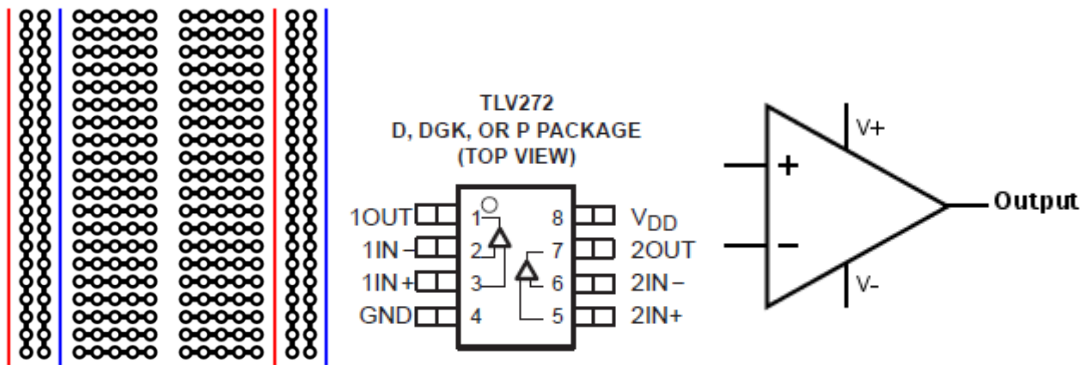 TLV272
D, DGK, OR P PACKAGE
(TOP VIEW)
1OUT 1 8 VDD
1IN− 2 7 2OUT
1IN+ 3 6 2IN−
GND 4 5 2IN+
V+
+
Output
−
V-